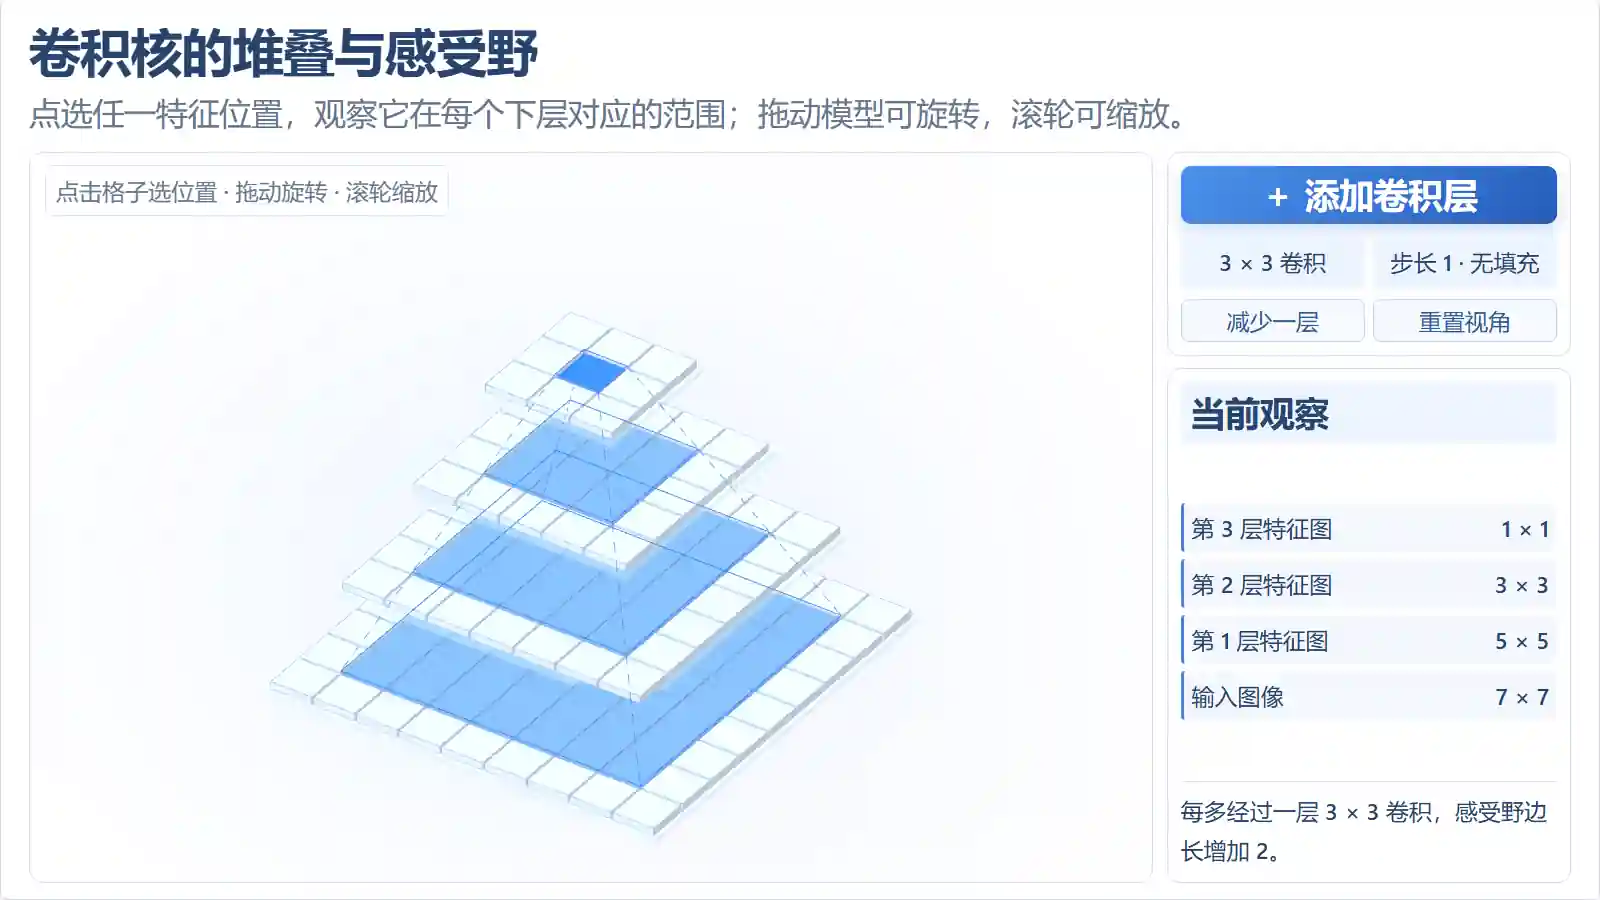 卷积核的堆叠与感受野
点选任一特征位置，观察它在每个下层对应的范围；拖动模型可旋转，滚轮可缩放。
点击格子选位置 · 拖动旋转 · 滚轮缩放
+ 添加卷积层
3 × 3 卷积
步长 1 · 无填充
减少一层
重置视角
当前观察
第 3 层特征图 1 × 1
第 2 层特征图 3 × 3
第 1 层特征图 5 × 5
输入图像 7 × 7
每多经过一层 3 × 3 卷积，感受野边
长增加 2。